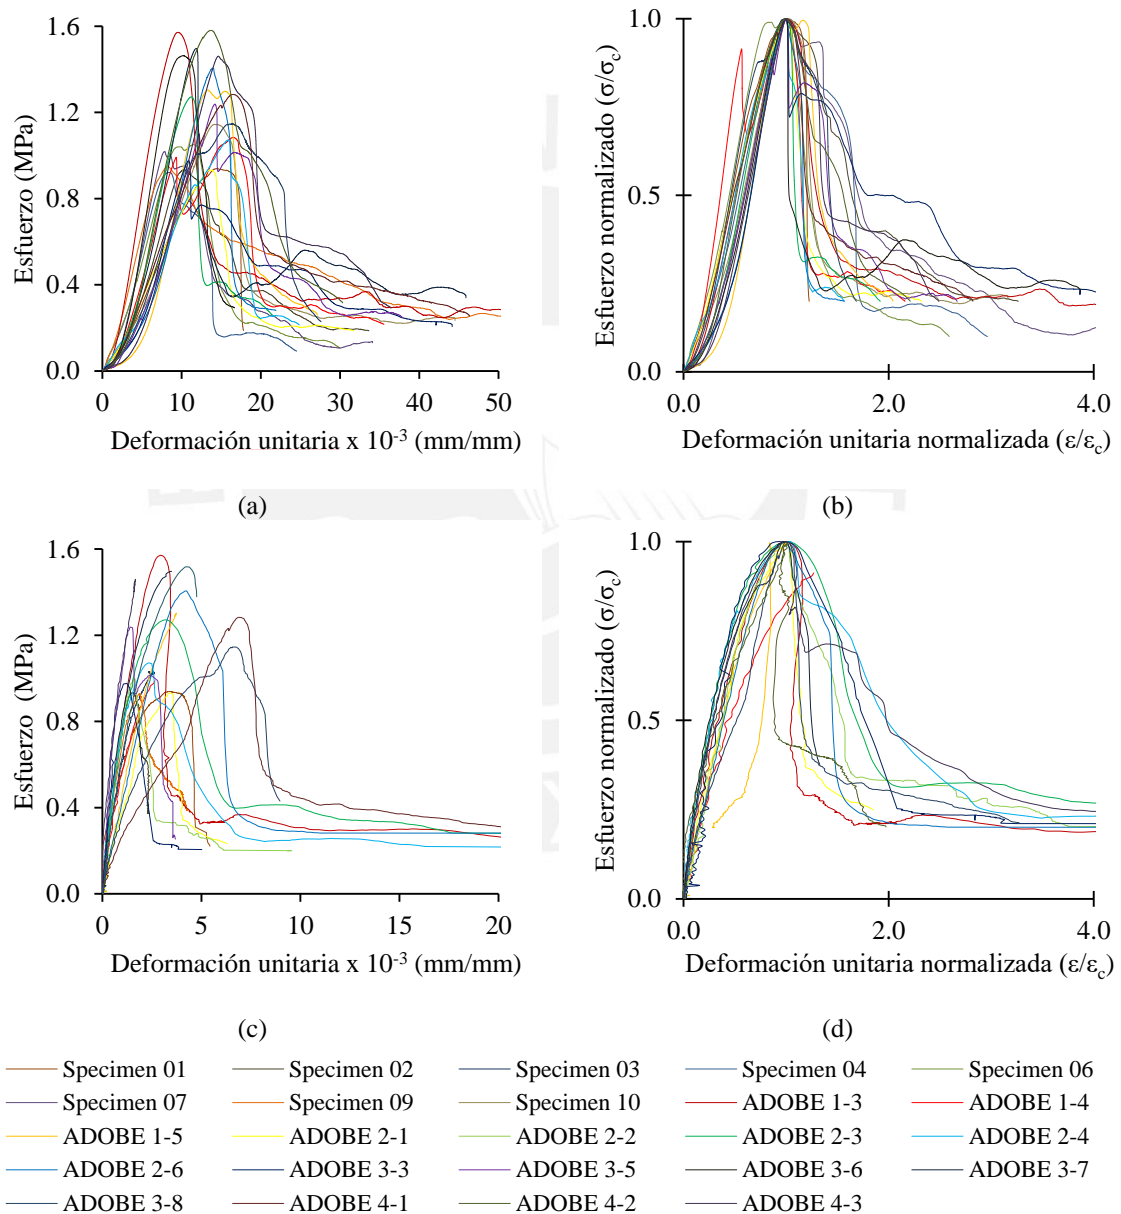 1.6
1.2
0.8
0.4
0.0
Esfuerzo (MPa)
0 10 20 30 40 50
Deformación unitaria x 10-3 (mm/mm)
(a)
1.0
0.5
0.0
Esfuerzo normalizado (σ/σc)
0.0 2.0 4.0
Deformación unitaria normalizada (ε/εc)
(b)
1.6
1.2
0.8
0.4
0.0
Esfuerzo (MPa)
0 5 10 15 20
Deformación unitaria x 10-3 (mm/mm)
(c)
1.0
0.5
0.0
Esfuerzo normalizado (σ/σc)
0.0 2.0 4.0
Deformación unitaria normalizada (ε/εc)
(d)
Specimen 01 Specimen 02 Specimen 03 Specimen 04 Specimen 06
Specimen 07 Specimen 09 Specimen 10 ADOBE 1-3 ADOBE 1-4
ADOBE 1-5 ADOBE 2-1 ADOBE 2-2 ADOBE 2-3 ADOBE 2-4
ADOBE 2-6 ADOBE 3-3 ADOBE 3-5 ADOBE 3-6 ADOBE 3-7
ADOBE 3-8 ADOBE 4-1 ADOBE 4-2 ADOBE 4-3